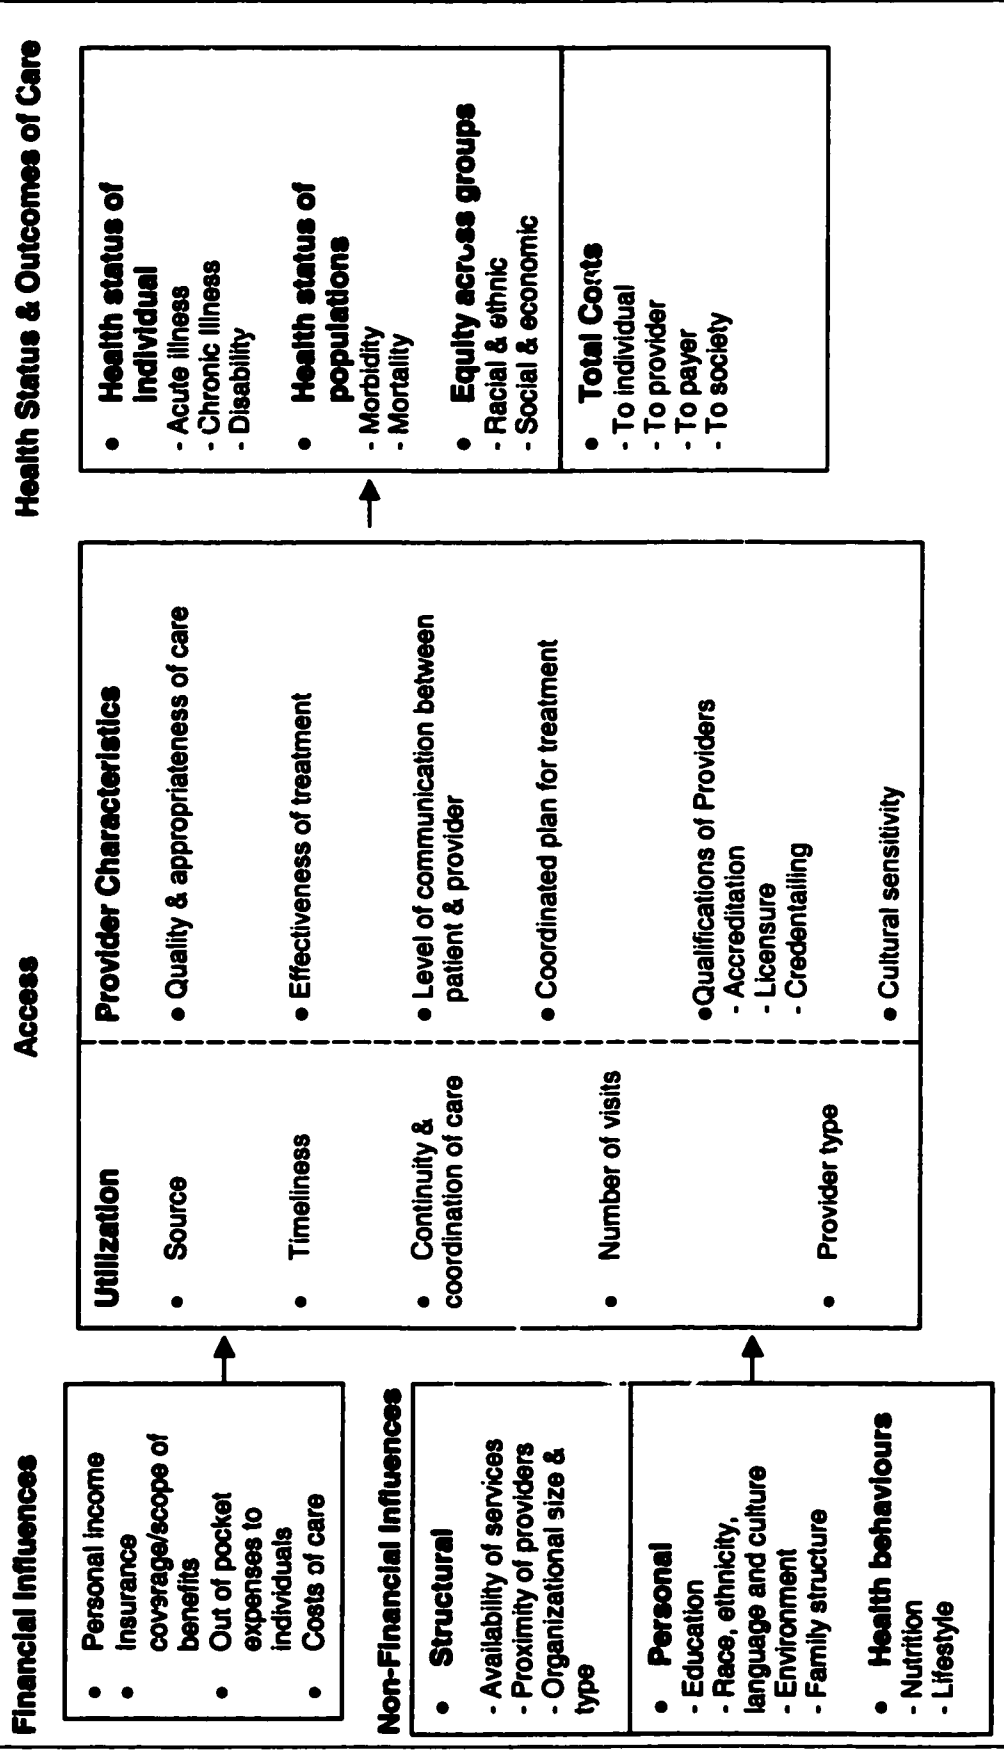 Financial Influences
• Personal income
• Insurance
coverage/scope of
benefits
• Out of pocket
expenses to
individuals
• Costs of care
Non-Financial Influences
• Structural
- Availability of services
- Proximity of providers
- Organizational size &
type
• Personal
- Education
- Race, ethnicity,
language and culture
- Environment
- Family structure
• Health behaviours
- Nutrition
- Lifestyle
Access
Utilization
• Source
• Timeliness
• Continuity &
coordination of care
• Number of visits
• Provider type
Provider Characteristics
• Quality & appropriateness of care
• Effectiveness of treatment
• Level of communication between
patient & provider
• Coordinated plan for treatment
•Qualifications of Providers
- Accreditation
- Licensure
- Credentailing
• Cultural sensitivity
Health Status & Outcomes of Care
• Health status of
individual
- Acute illness
- Chronic Illness
- Disability
• Health status of
populations
- Morbidity
- Mortality
• Equity across groups
- Racial & ethnic
- Social & economic
• Total Costs
- To individual
- To provider
- To payer
- To society